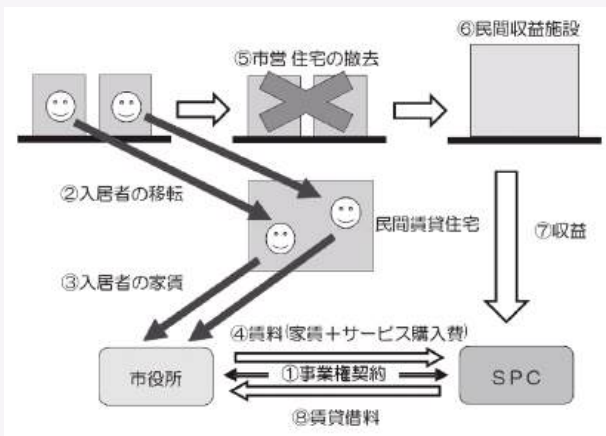 ⑥民間収益施設
⑤市営住宅の撤去
②入居者の移転
民間賃貸住宅
⑦収益
③入居者の家賃
④賃料(家賃+サービス購入費)
市役所
①事業権契約
SPC
⑧賃貸借料